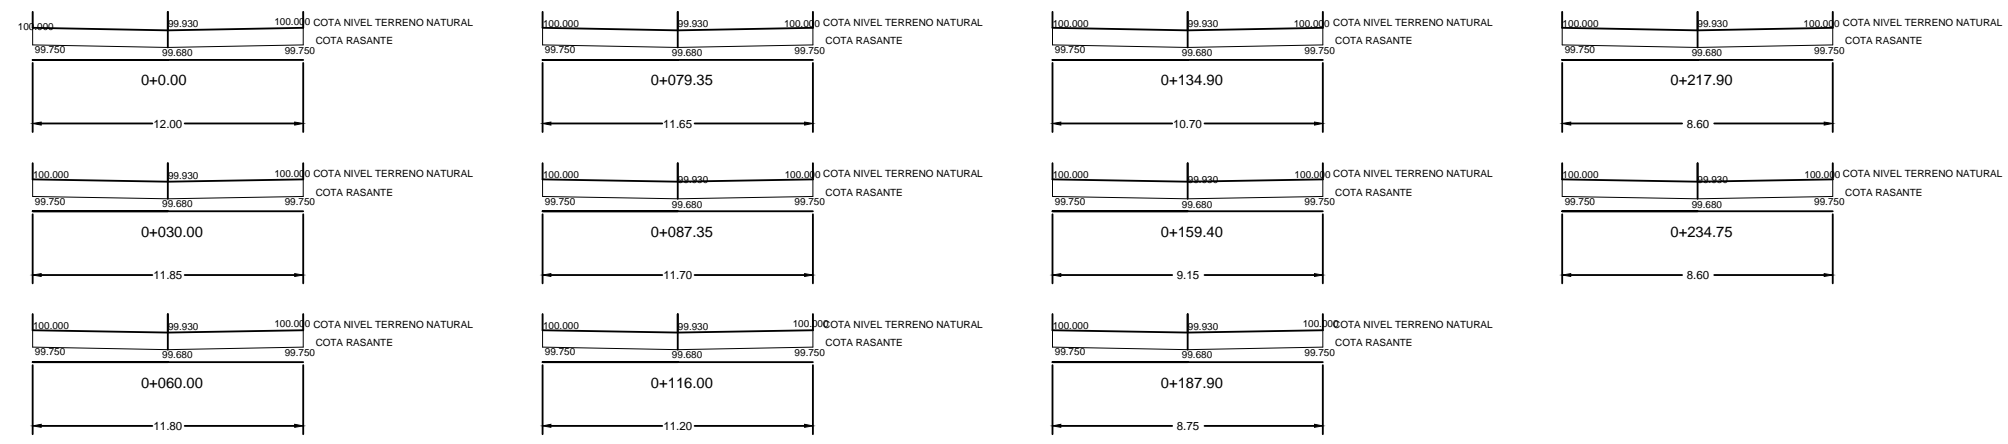 100.000 99.930 100.000 COTA NIVEL TERRENO NATURAL
COTA RASANTE
99.750 99.680 99.750
0+0.00
12.00
100.000 99.930 100.000 COTA NIVEL TERRENO NATURAL
COTA RASANTE
99.750 99.680 99.750
0+030.00
11.85
100.000 99.930 100.000 COTA NIVEL TERRENO NATURAL
COTA RASANTE
99.750 99.680 99.750
0+060.00
11.80
100.000 99.930 100.000 COTA NIVEL TERRENO NATURAL
COTA RASANTE
99.750 99.680 99.750
0+079.35
11.65
100.000 99.930 100.000 COTA NIVEL TERRENO NATURAL
COTA RASANTE
99.750 99.680 99.750
0+087.35
11.70
100.000 99.930 100.000 COTA NIVEL TERRENO NATURAL
COTA RASANTE
99.750 99.680 99.750
0+116.00
11.20
100.000 99.930 100.000 COTA NIVEL TERRENO NATURAL
COTA RASANTE
99.750 99.680 99.750
0+134.90
10.70
100.000 99.930 100.000 COTA NIVEL TERRENO NATURAL
COTA RASANTE
99.750 99.680 99.750
0+159.40
9.15
100.000 99.930 100.000 COTA NIVEL TERRENO NATURAL
COTA RASANTE
99.750 99.680 99.750
0+187.90
8.75
100.000 99.930 100.000 COTA NIVEL TERRENO NATURAL
COTA RASANTE
99.750 99.680 99.750
0+217.90
8.60
100.000 99.930 100.000 COTA NIVEL TERRENO NATURAL
COTA RASANTE
99.750 99.680 99.750
0+234.75
8.60